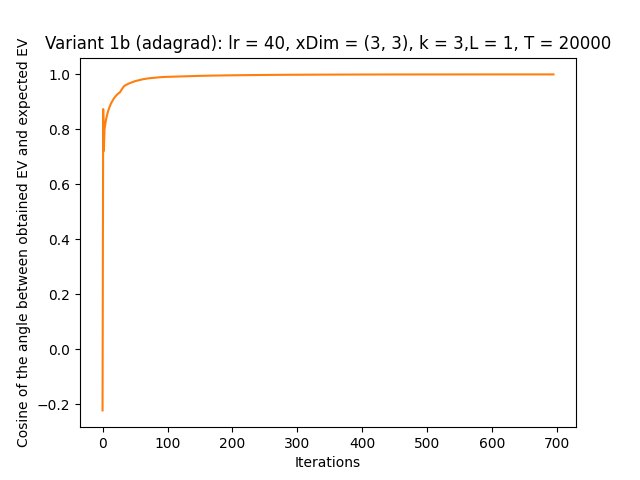 Variant 1b (adagrad): lr = 40, xDim = (3, 3), k = 3,L = 1, T = 20000
Cosine of the angle between obtained EV and expected EV
1.0
0.8
0.6
0.4
0.2
0.0
−0.2
0 100 200 300 400 500 600 700
Iterations